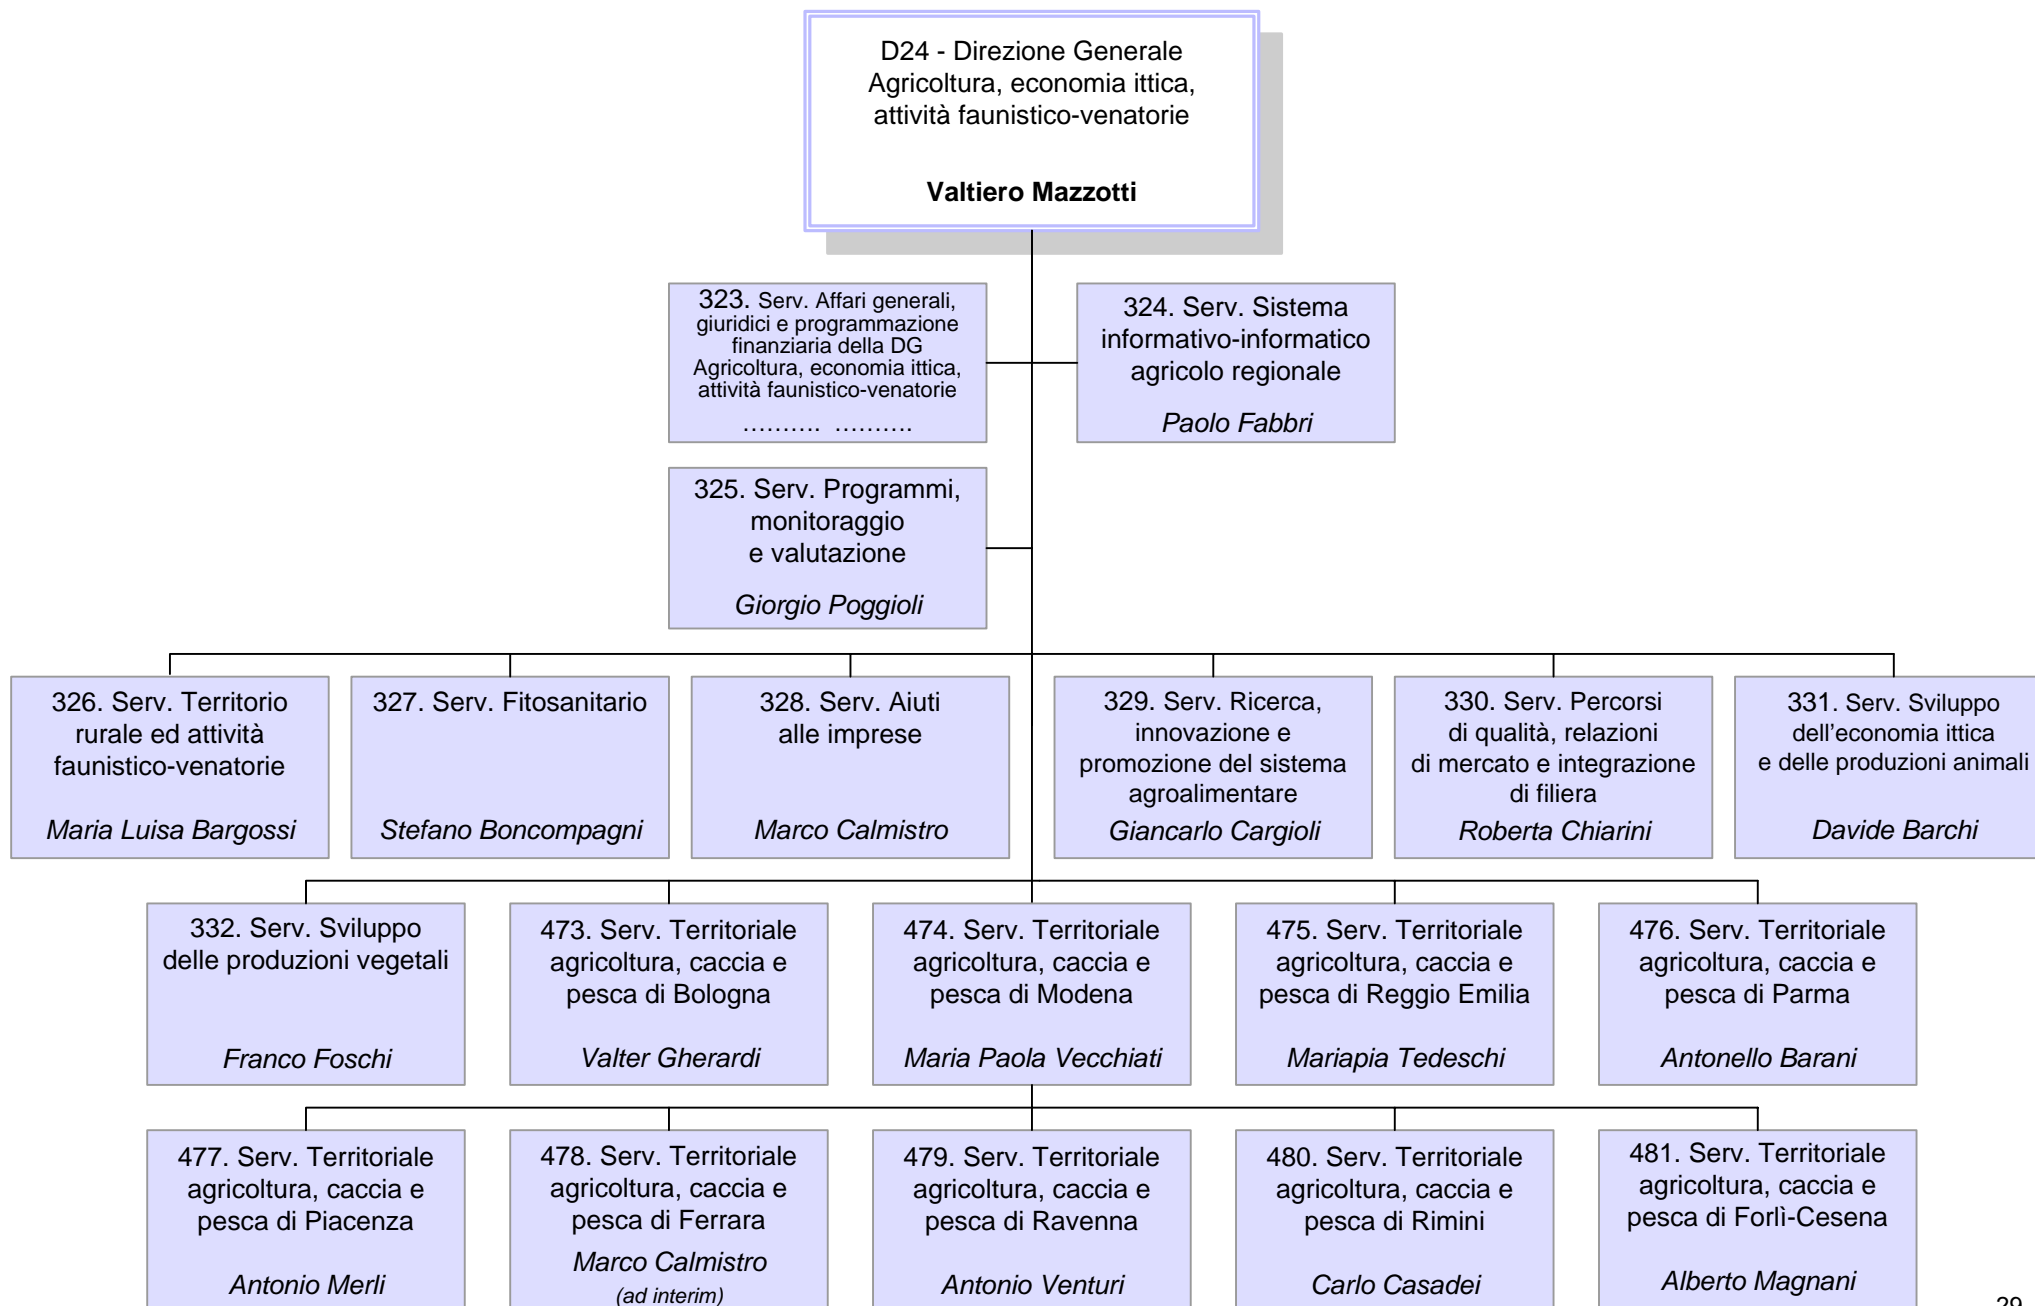 D24 - Direzione Generale
Agricoltura, economia ittica,
attività faunistico-venatorie
Valtiero Mazzotti
323. Serv. Affari generali,
giuridici e programmazione
finanziaria della DG
Agricoltura, economia ittica,
attività faunistico-venatorie
………. ……….
324. Serv. Sistema
informativo-informatico
agricolo regionale
Paolo Fabbri
325. Serv. Programmi,
monitoraggio
e valutazione
Giorgio Poggioli
326. Serv. Territorio
rurale ed attività
faunistico-venatorie
Maria Luisa Bargossi
327. Serv. Fitosanitario
Stefano Boncompagni
328. Serv. Aiuti
alle imprese
Marco Calmistro
329. Serv. Ricerca,
innovazione e
promozione del sistema
agroalimentare
Giancarlo Cargioli
330. Serv. Percorsi
di qualità, relazioni
di mercato e integrazione
di filiera
Roberta Chiarini
331. Serv. Sviluppo
dell’economia ittica
e delle produzioni animali
Davide Barchi
332. Serv. Sviluppo
delle produzioni vegetali
Franco Foschi
473. Serv. Territoriale
agricoltura, caccia e
pesca di Bologna
Valter Gherardi
474. Serv. Territoriale
agricoltura, caccia e
pesca di Modena
Maria Paola Vecchiati
475. Serv. Territoriale
agricoltura, caccia e
pesca di Reggio Emilia
Mariapia Tedeschi
476. Serv. Territoriale
agricoltura, caccia e
pesca di Parma
Antonello Barani
477. Serv. Territoriale
agricoltura, caccia e
pesca di Piacenza
Antonio Merli
478. Serv. Territoriale
agricoltura, caccia e
pesca di Ferrara
Marco Calmistro
(ad interim)
479. Serv. Territoriale
agricoltura, caccia e
pesca di Ravenna
Antonio Venturi
480. Serv. Territoriale
agricoltura, caccia e
pesca di Rimini
Carlo Casadei
481. Serv. Territoriale
agricoltura, caccia e
pesca di Forlì-Cesena
Alberto Magnani
29